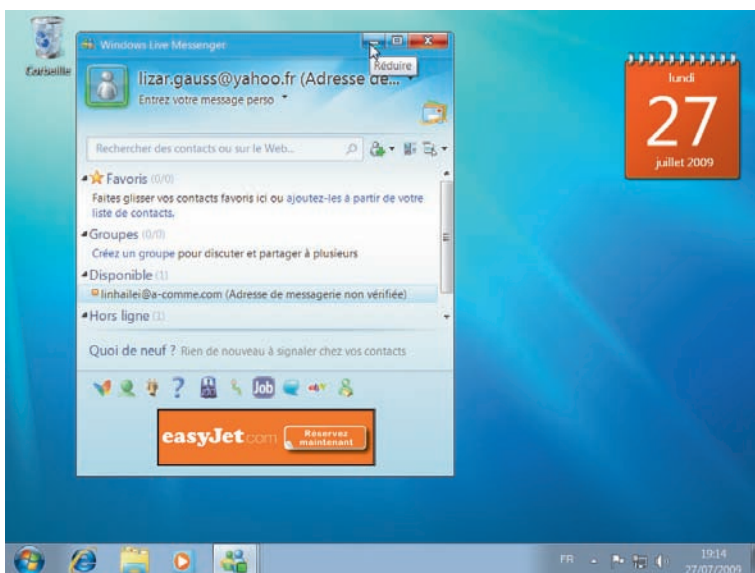 Corbeille
Windows Live Messenger
Réduire
lizar.gauss@yahoo.fr (Adresse de...
Entrez votre message perso
Rechercher des contacts ou sur le Web...
Favoris (0/0)
Faites glisser vos contacts favoris ici ou ajoutez-les à partir de votre
liste de contacts.
Groupes (0/0)
Créez un groupe pour discuter et partager à plusieurs
Disponible (1)
linhailei@a-comme.com (Adresse de messagerie non vérifiée)
Hors ligne (1)
Quoi de neuf ? Rien de nouveau à signaler chez vos contacts
? Job ebY
easyJet.com
Réservez
maintenant
lundi
27
juillet 2009
FR
19:14
27/07/2009